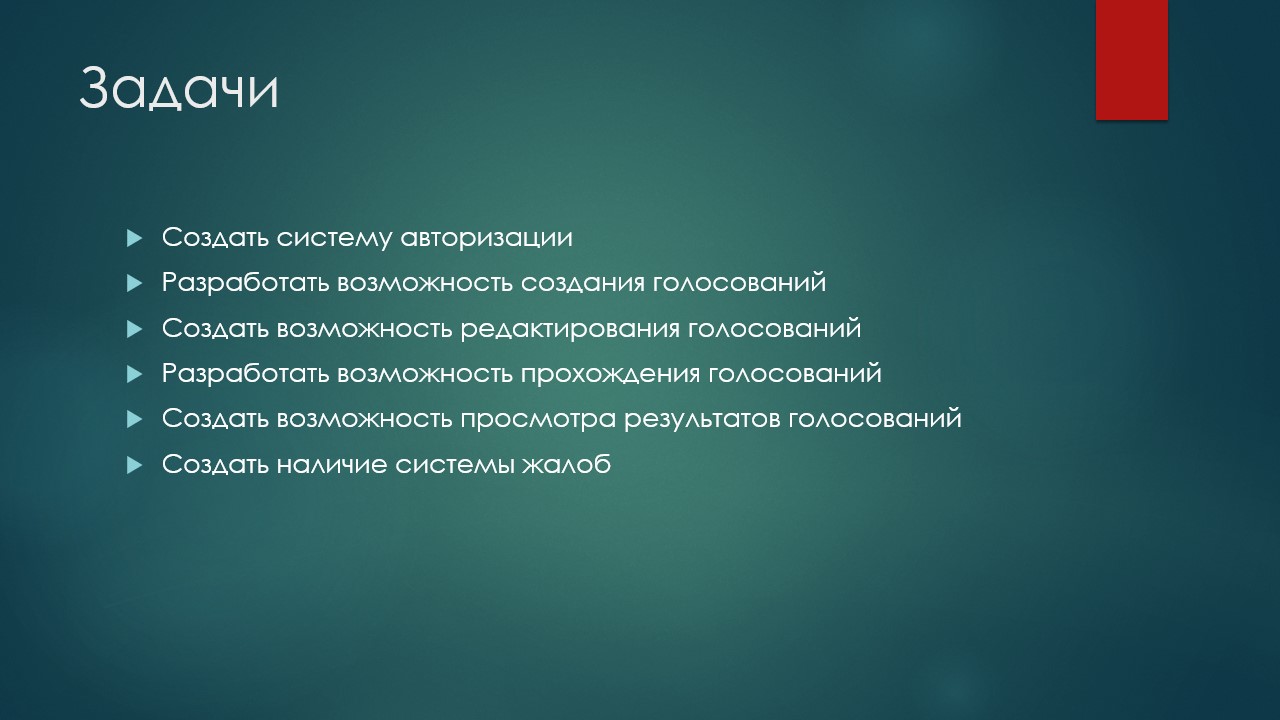 Задачи
Создать систему авторизации
Разработать возможность создания голосований
Создать возможность редактирования голосований
Разработать возможность прохождения голосований
Создать возможность просмотра результатов голосований
Создать наличие системы жалоб